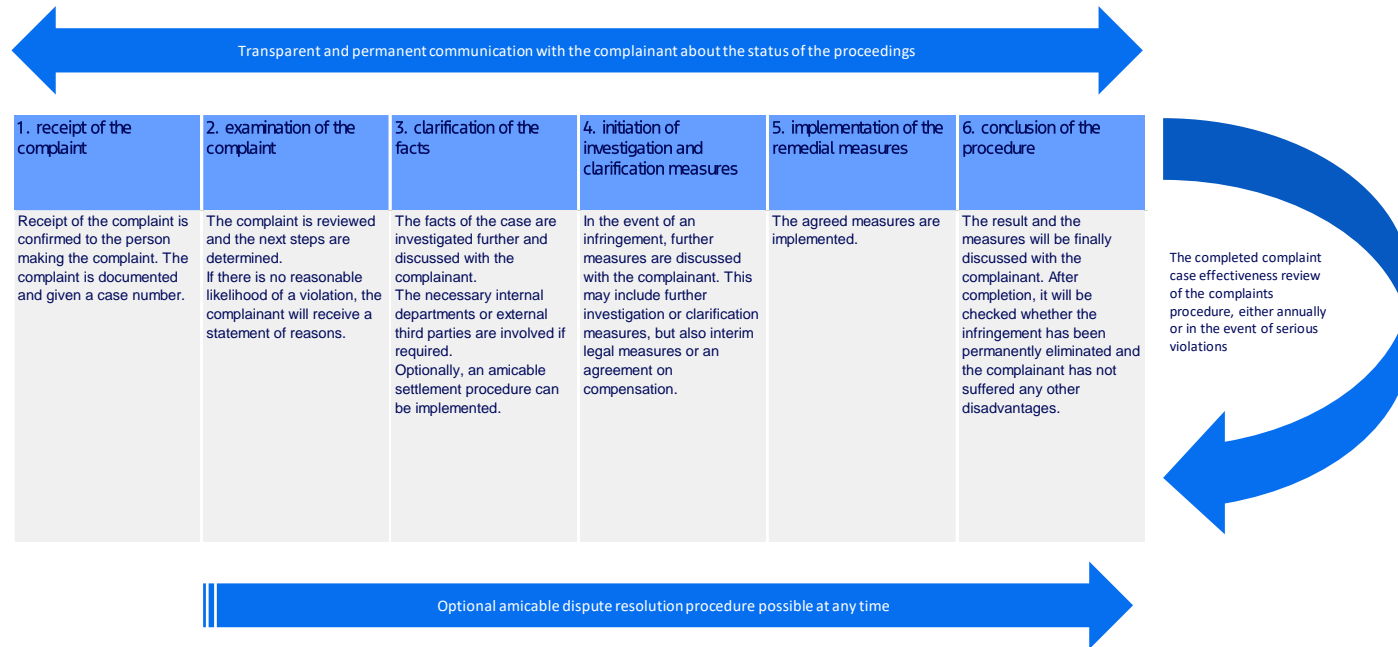 Transparent and permanent communication with the complainant about the status of the proceedings
1. receipt of the
complaint
2. examination of the
complaint
3. clarification of the
facts
4. initiation of
investigation and
clarification measures
5. implementation of the
remedial measures
6. conclusion of the
procedure
Receipt of the complaint is
confirmed to the person
making the complaint. The
complaint is documented
and given a case number.
The complaint is reviewed
and the next steps are
determined.
If there is no reasonable
likelihood of a violation, the
complainant will receive a
statement of reasons.
The facts of the case are
investigated further and
discussed with the
complainant.
The necessary internal
departments or external
third parties are involved if
required.
Optionally, an amicable
settlement procedure can
be implemented.
In the event of an
infringement, further
measures are discussed
with the complainant. This
may include further
investigation or clarification
measures, but also interim
legal measures or an
agreement on
compensation.
The agreed measures are
implemented.
The result and the
measures will be finally
discussed with the
complainant. After
completion, it will be
checked whether the
infringement has been
permanently eliminated and
the complainant has not
suffered any other
disadvantages.
The completed complaint
case effectiveness review
of the complaints
procedure, either annually
or in the event of serious
violations
Optional amicable dispute resolution procedure possible at any time